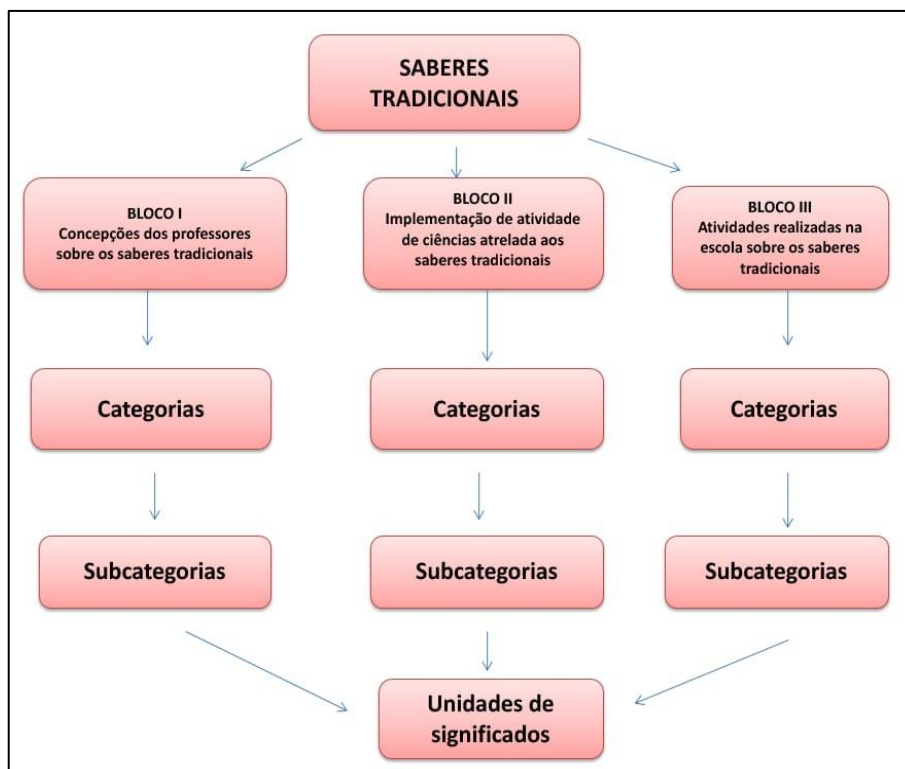 SABERES
TRADICIONAIS
BLOCO I
Concepções dos professores
sobre os saberes tradicionais
BLOCO II
Implementação de atividade
de ciências atrelada aos
saberes tradicionais
BLOCO III
Atividades realizadas na
escola sobre os saberes
tradicionais
Categorias
Categorias
Categorias
Subcategorias
Subcategorias
Subcategorias
Unidades de
significados